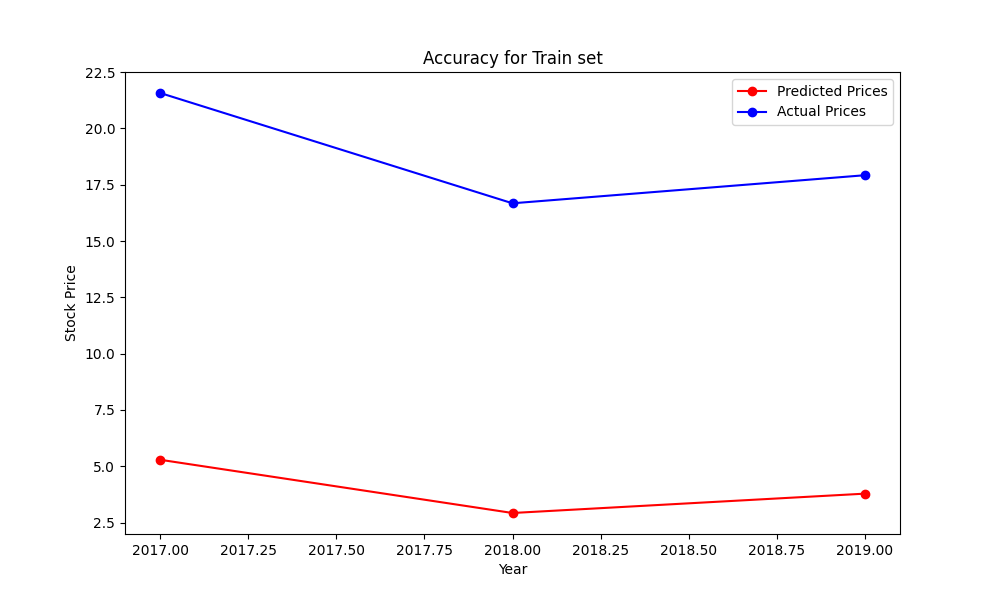 Accuracy for Train set
Predicted Prices
Actual Prices
22.5
20.0
17.5
15.0
12.5
10.0
7.5
5.0
2.5
Stock Price
2017.00 2017.25 2017.50 2017.75 2018.00 2018.25 2018.50 2018.75 2019.00
Year